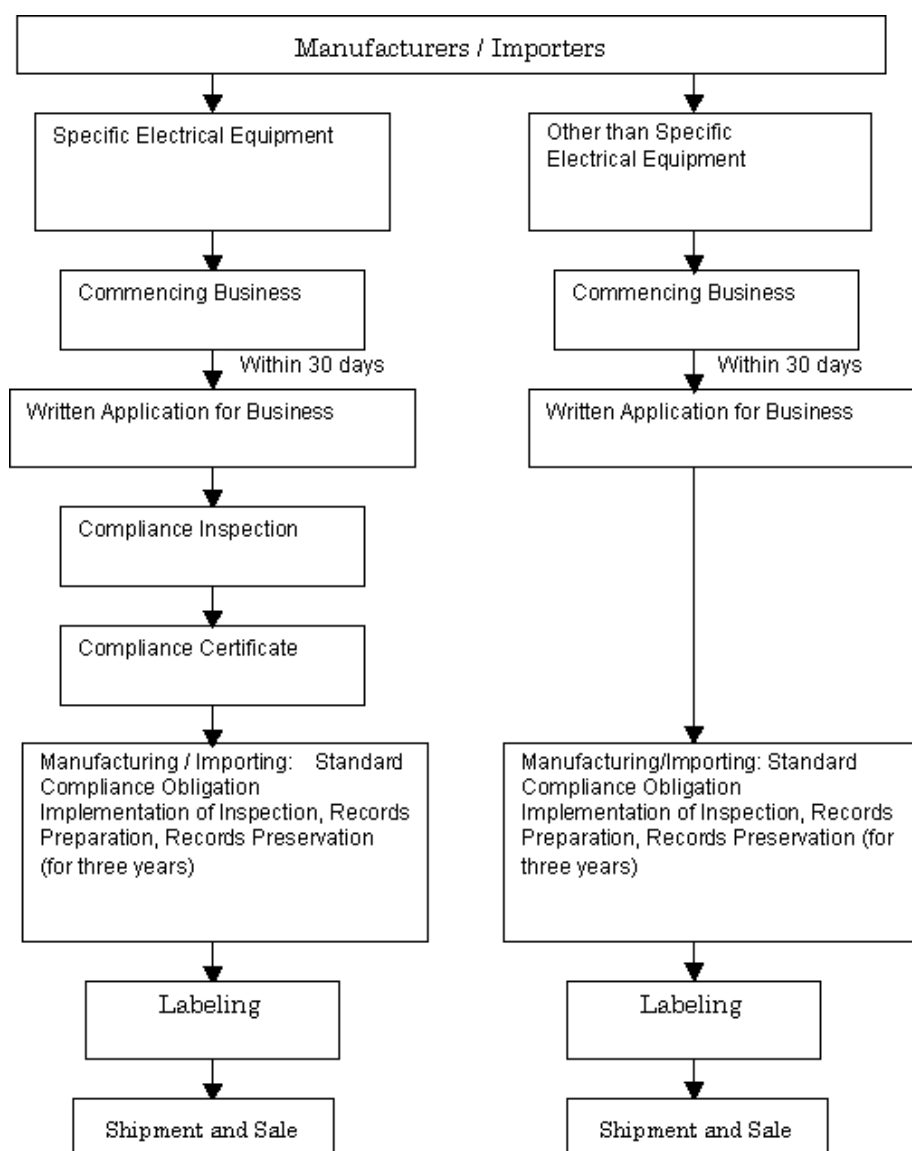 Manufacturers / Importers
Specific Electrical Equipment
Other than Specific
Electrical Equipment
Commencing Business
Commencing Business
Within 30 days
Within 30 days
Written Application for Business
Written Application for Business
Compliance Inspection
Compliance Certificate
Manufacturing / Importing: Standard
Compliance Obligation
Implementation of Inspection, Records
Preparation, Records Preservation
(for three years)
Manufacturing/Importing: Standard
Compliance Obligation
Implementation of Inspection, Records
Preparation, Records Preservation (for
three years)
Labeling
Labeling
Shipment and Sale
Shipment and Sale